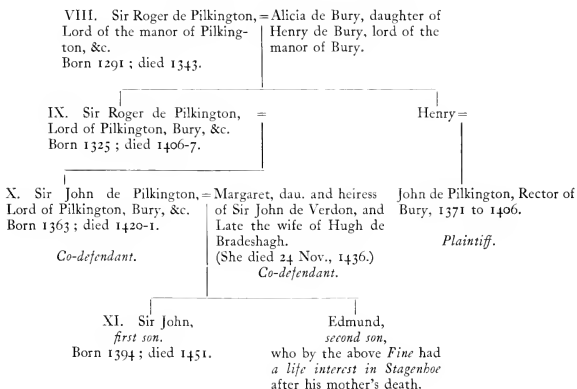 VIII. Sir Roger de Pilkington, = Alicia de Bury, daughter of
Lord of the manor of Pilking- Henry de Bury, lord of the
ton, &c. manor of Bury.
Born 1291 ; died 1343.
IX. Sir Roger de Pilkington, = Henry =
Lord of Pilkington, Bury, &c.
Born 1325 ; died 1406-7.
X. Sir John de Pilkington, = Margaret, dau. and heiress John de Pilkington, Rector of
Lord of Pilkington, Bury, &c. of Sir John de Verdon, and Bury, 1371 to 1406.
Born 1363 ; died 1420-1. Late the wife of Hugh de
Bradeshagh. Plaintiff.
Co-defendant. (She died 24 Nov., 1436.)
Co-defendant.
XI. Sir John, Edmund,
first son. second son,
Born 1394 ; died 1451. who by the above Fine had
a life interest in Stagenhoe
after his mother's death.